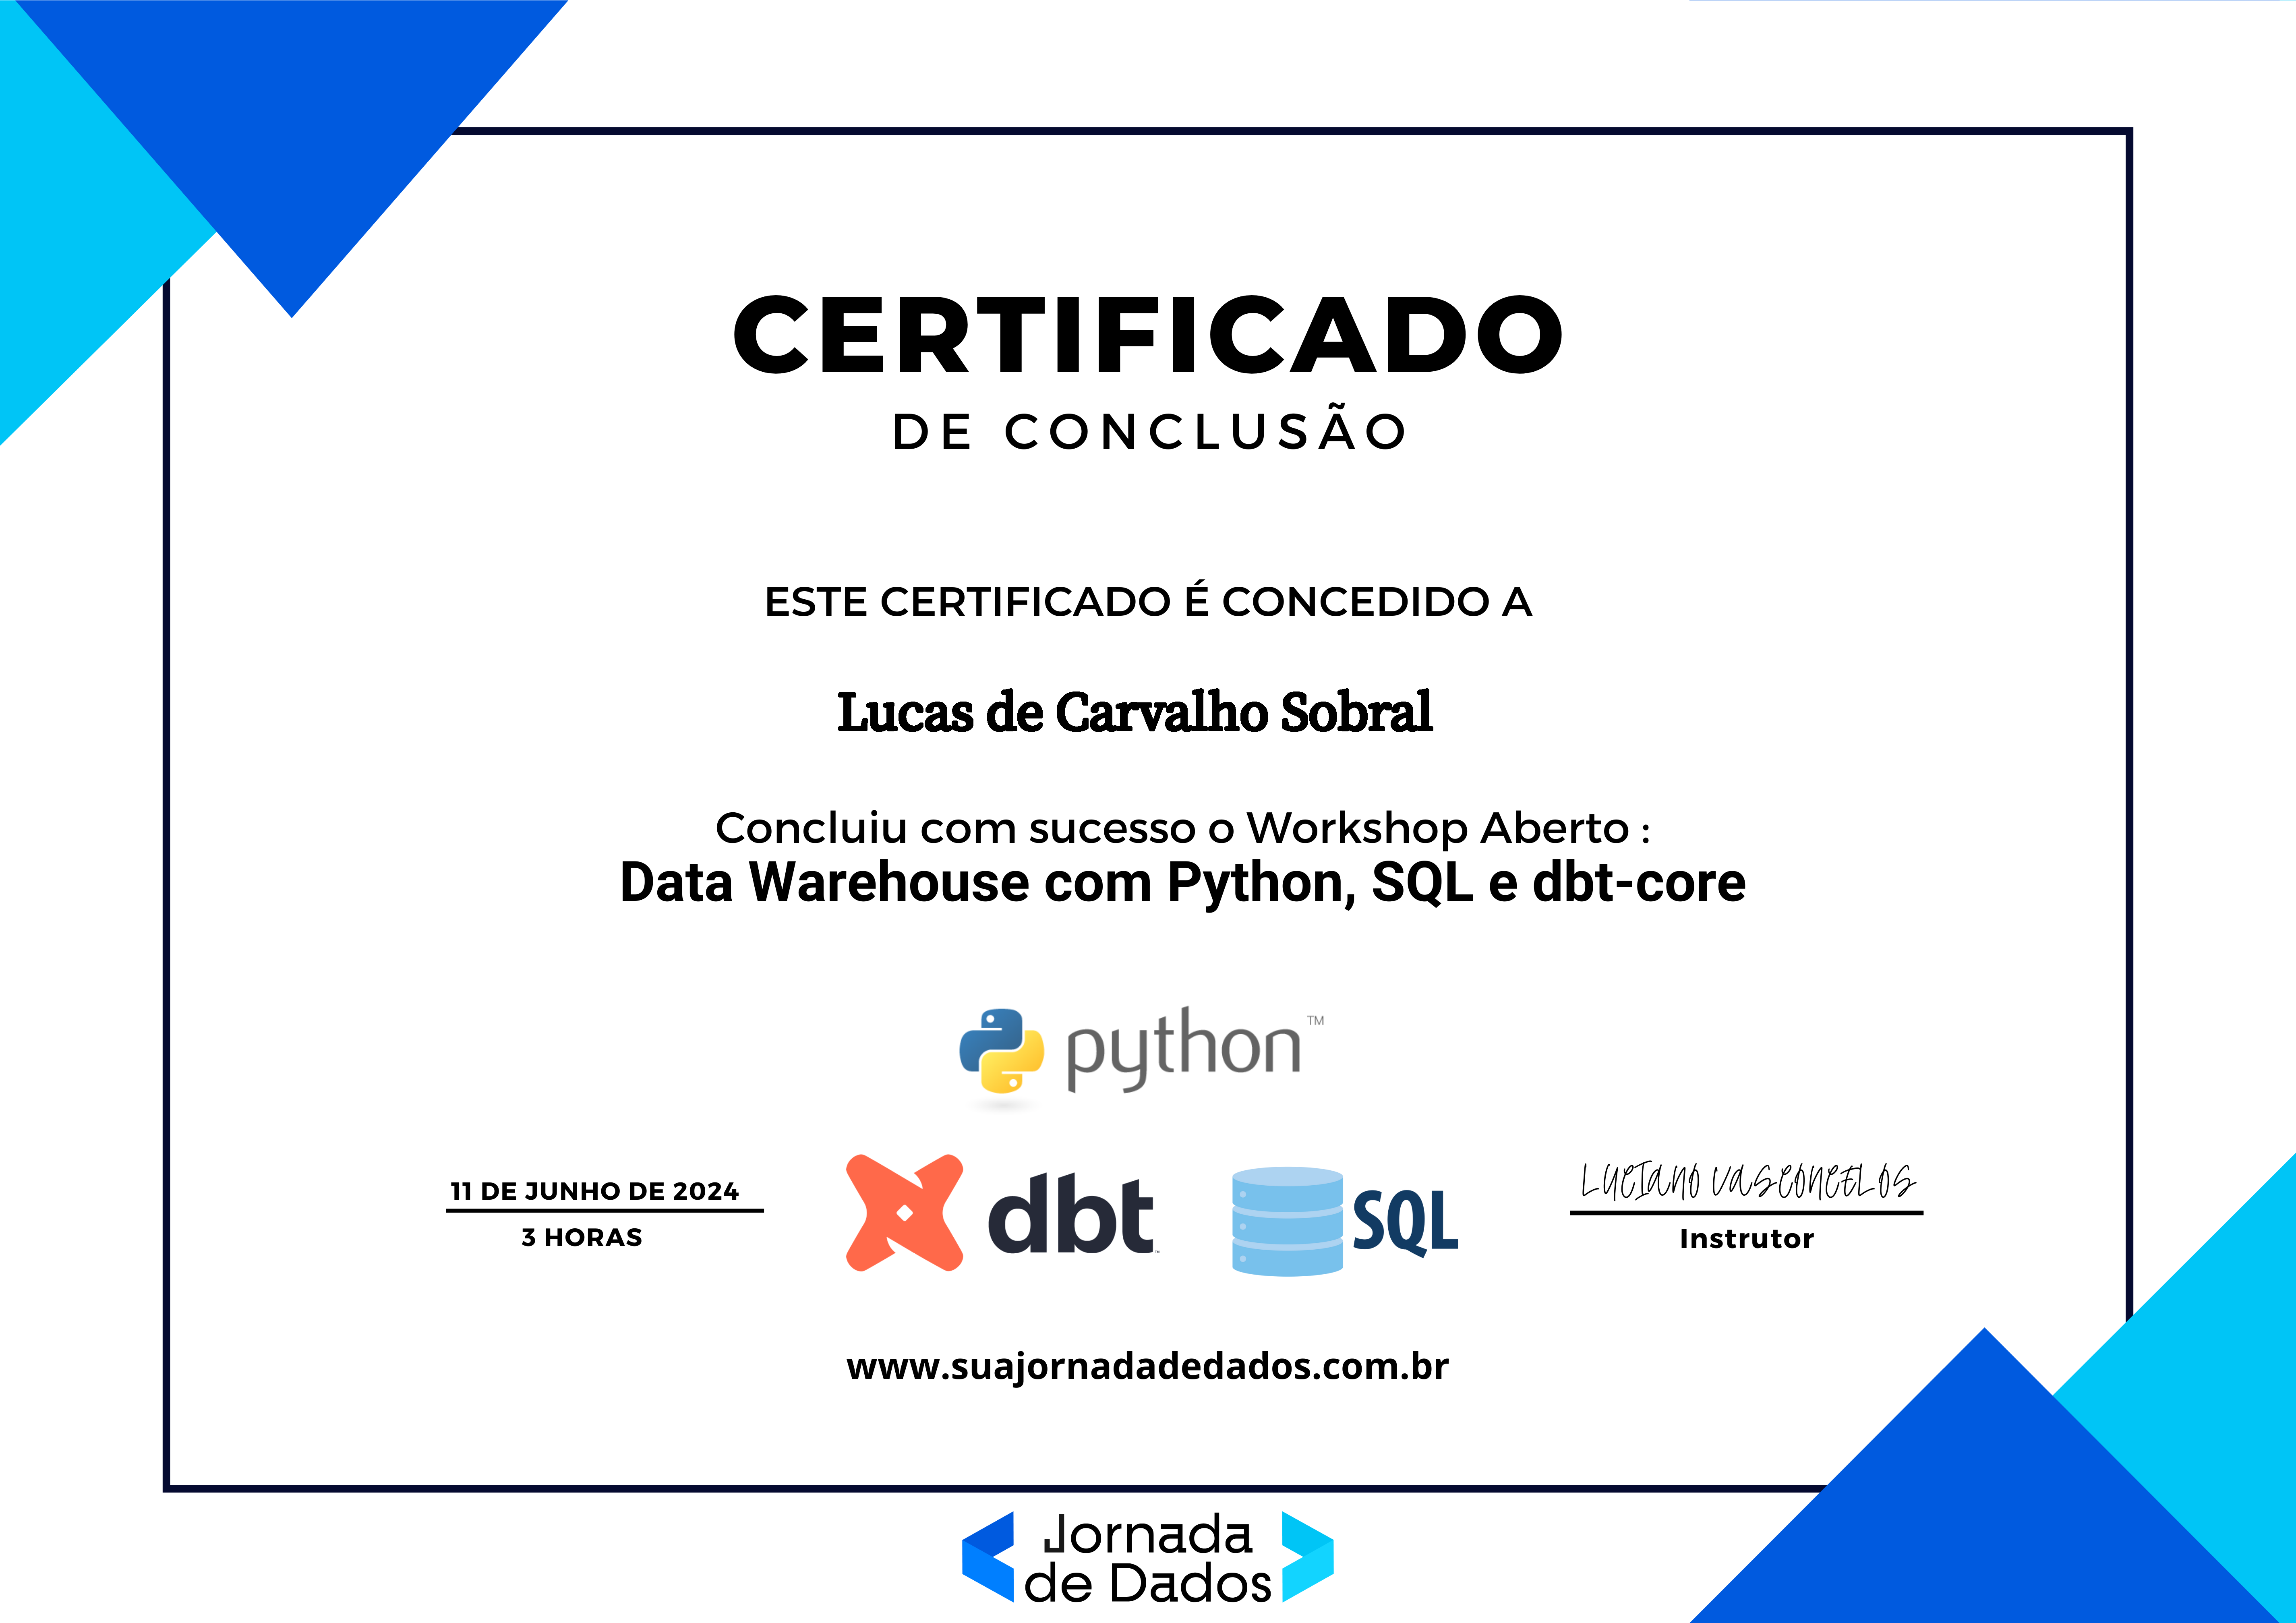 CERTIFICADO
DE CONCLUSÃO
ESTE CERTIFICADO É CONCEDIDO A
Lucas de Carvalho Sobral
Concluiu com sucesso o Workshop Aberto :
Data Warehouse com Python, SQL e dbt-core
python™
11 DE JUNHO DE 2024
3 HORAS
dbt
SQL
LUCIANO VASCONCELOS
Instrutor
www.suajornadadedados.com.br
Jornada
de Dados